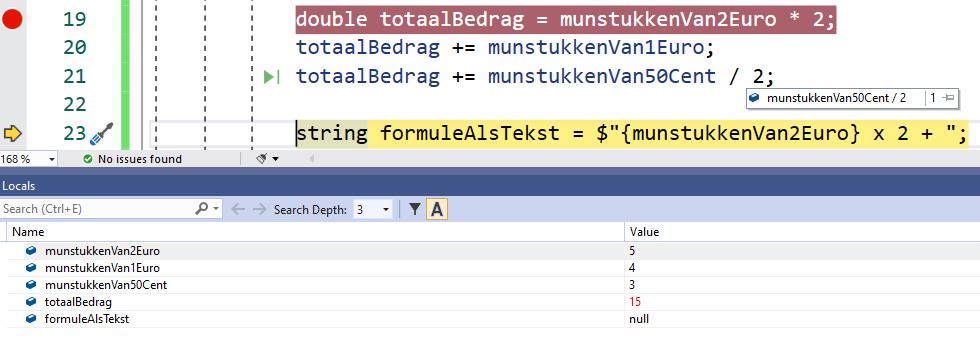 19 double totaalBedrag = munstukkenVan2Euro * 2;
20 totaalBedrag += munstukkenVan1Euro;
21 totaalBedrag += munstukkenVan50Cent / 2;
22 munstukkenVan50Cent / 2 1
23 string formuleAlsTekst = $"{munstukkenVan2Euro} x 2 + ";
168 % No issues found
Locals
Search (Ctrl+E) Search Depth: 3 A
Name Value
munstukkenVan2Euro 5
munstukkenVan1Euro 4
munstukkenVan50Cent 3
totaalBedrag 15
formuleAlsTekst null